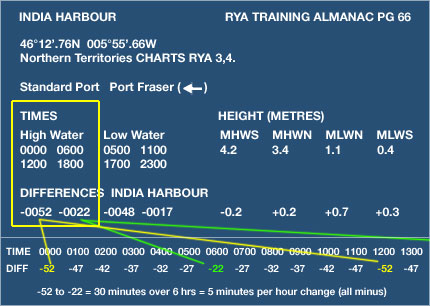 INDIA HARBOUR RYA TRAINING ALMANAC PG 66
46°12'.76N 005°55'.66W
Northern Territories CHARTS RYA 3,4.
Standard Port Port Fraser (←)
TIMES HEIGHT (METRES)
High Water Low Water MHWS MHWN MLWN MLWS
0000 0600 0500 1100 4.2 3.4 1.1 0.4
1200 1800 1700 2300
DIFFERENCES INDIA HARBOUR
-0052 -0022 -0048 -0017 -0.2 +0.2 +0.7 +0.3
TIME 0000 0100 0200 0300 0400 0500 0600 0700 0800 0900 1000 1100 1200 1300
DIFF -52 -47 -42 -37 -32 -27 -22 -27 -32 -37 -42 -47 -52 -47
-52 to -22 = 30 minutes over 6 hrs = 5 minutes per hour change (all minus)